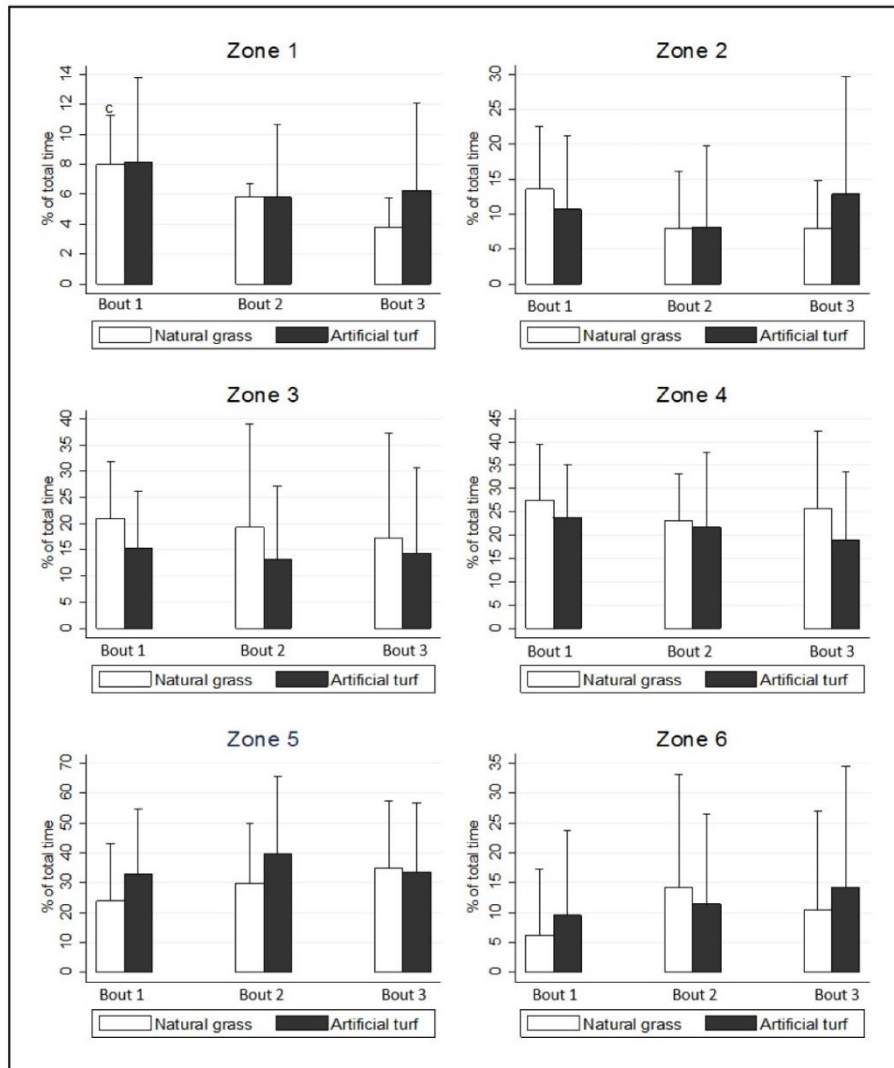 Zone 1
% of total time
14
12
10
8
6
4
2
0
c
Bout 1 Bout 2 Bout 3
Natural grass Artificial turf
Zone 2
% of total time
30
25
20
15
10
5
0
Bout 1 Bout 2 Bout 3
Natural grass Artificial turf
Zone 3
% of total time
40
35
30
25
20
15
10
5
0
Bout 1 Bout 2 Bout 3
Natural grass Artificial turf
Zone 4
% of total time
45
40
35
30
25
20
15
10
5
0
Bout 1 Bout 2 Bout 3
Natural grass Artificial turf
Zone 5
% of total time
70
60
50
40
30
20
10
0
Bout 1 Bout 2 Bout 3
Natural grass Artificial turf
Zone 6
% of total time
35
30
25
20
15
10
5
0
Bout 1 Bout 2 Bout 3
Natural grass Artificial turf